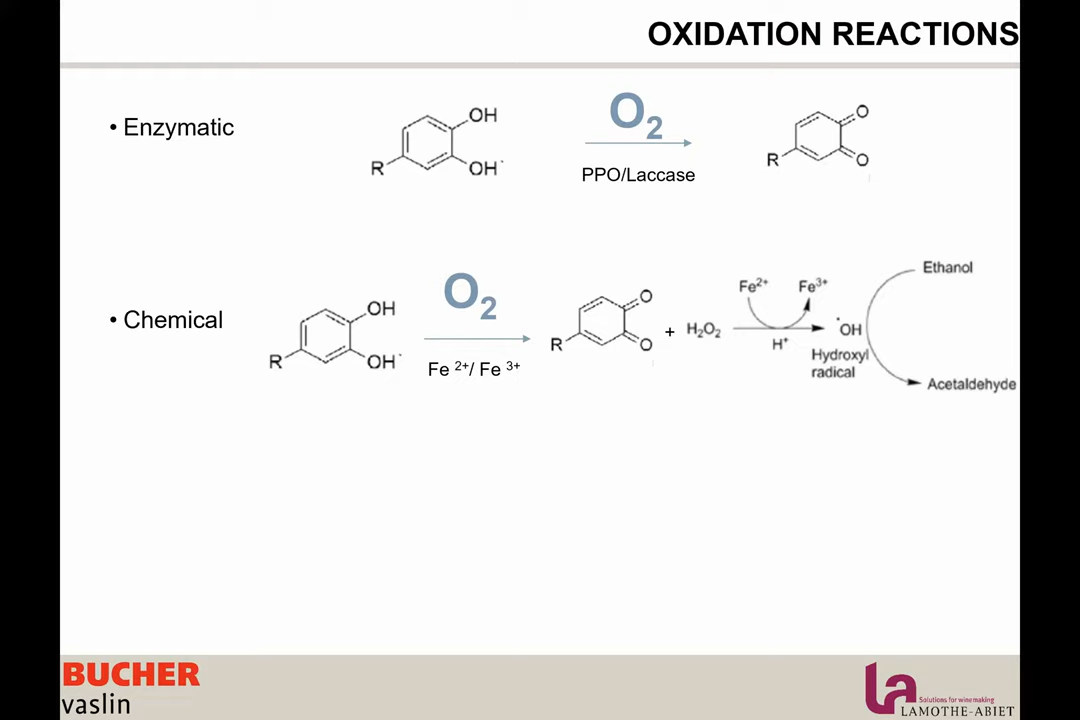 OXIDATION REACTIONS
• Enzymatic
OH
OH
R
O2
PPO/Laccase
O
O
R
• Chemical
OH
OH
R
O2
Fe 2+/ Fe 3+
O
O
R
+ H2O2
Fe2+ Fe3+
H+
·OH
Hydroxyl
radical
Ethanol
Acetaldehyde
BUCHER
vaslin
la
Solutions for winemaking
LAMOTHE-ABIET